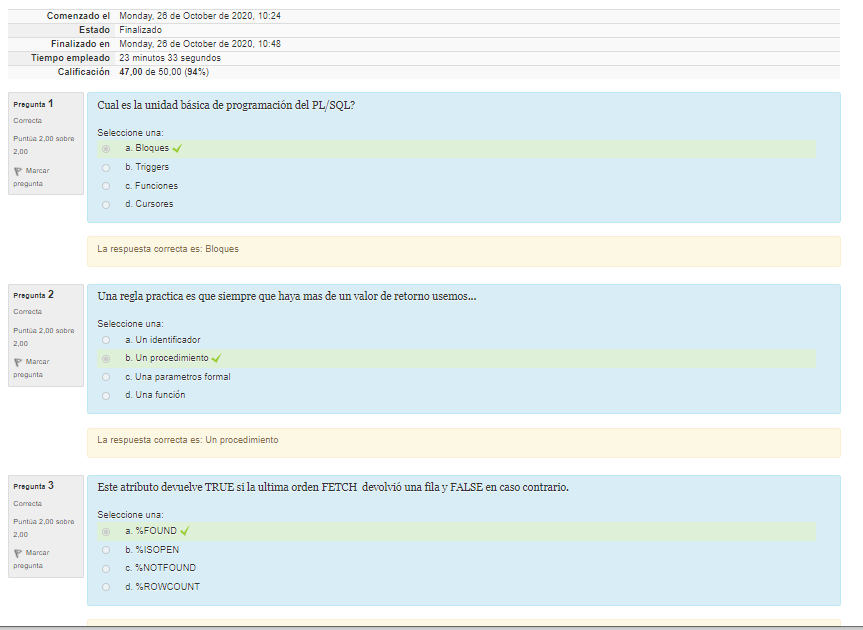 Comenzado el Monday, 26 de October de 2020, 10:24
Estado Finalizado
Finalizado en Monday, 26 de October de 2020, 10:48
Tiempo empleado 23 minutos 33 segundos
Calificación 47,00 de 50,00 (94%)
Pregunta 1
Correcta
Puntúa 2,00 sobre
2,00
Marcar
pregunta
Cual es la unidad básica de programación del PL/SQL?
Seleccione una:
a. Bloques
b. Triggers
c. Funciones
d. Cursores
La respuesta correcta es: Bloques
Pregunta 2
Correcta
Puntúa 2,00 sobre
2,00
Marcar
pregunta
Una regla practica es que siempre que haya mas de un valor de retorno usemos...
Seleccione una:
a. Un identificador
b. Un procedimiento
c. Una parametros formal
d. Una función
La respuesta correcta es: Un procedimiento
Pregunta 3
Correcta
Puntúa 2,00 sobre
2,00
Marcar
pregunta
Este atributo devuelve TRUE si la ultima orden FETCH devolvió una fila y FALSE en caso contrario.
Seleccione una:
a. %FOUND
b. %ISOPEN
c. %NOTFOUND
d. %ROWCOUNT